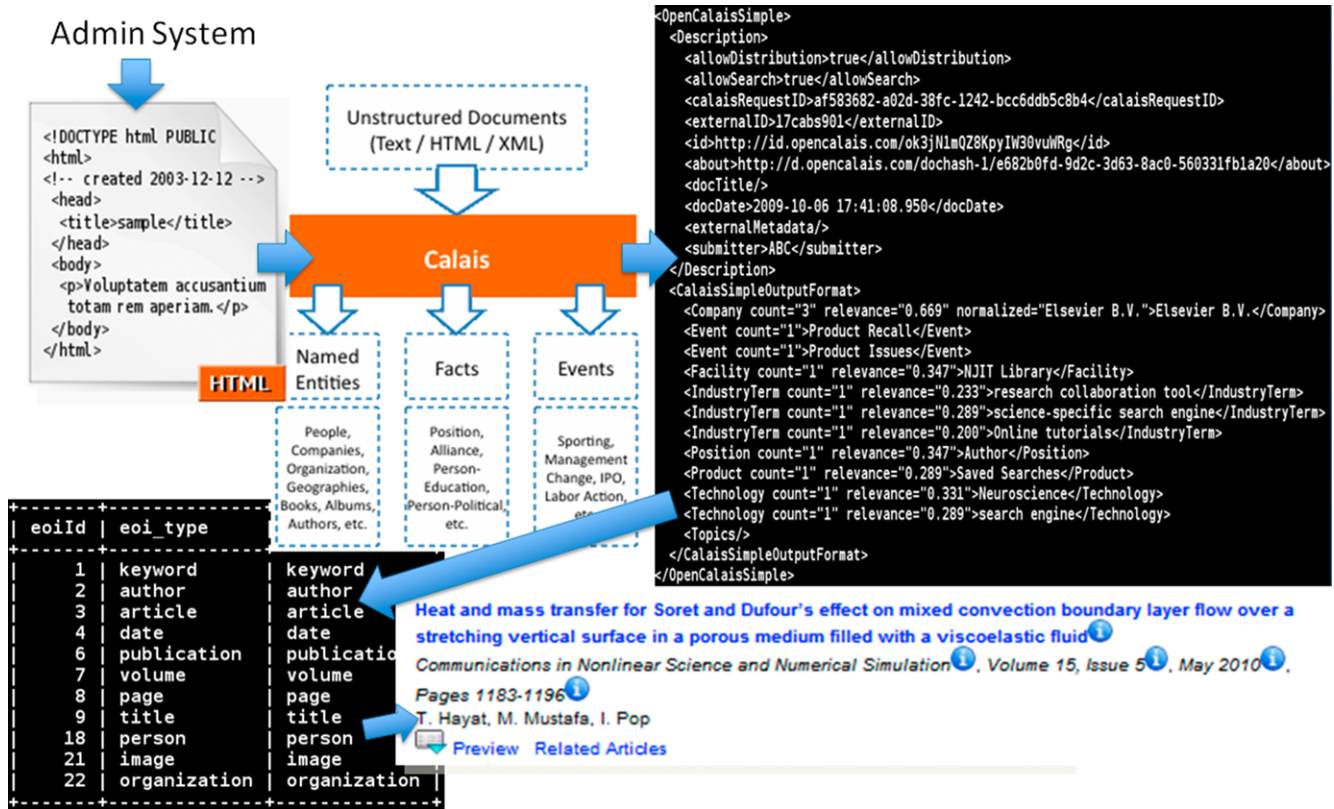 Admin System
<!DOCTYPE html PUBLIC
<html>
<!-- created 2003-12-12 -->
<head>
<title>sample</title>
</head>
<body>
<p>Voluptatem accusantium
totam rem aperiam.</p>
</body>
</html>
HTML
Unstructured Documents
(Text / HTML / XML)
Calais
Named
Entities
Facts
Events
People,
Companies,
Organization,
Geographies,
Books, Albums,
Authors, etc.
Position,
Alliance,
Person-
Education,
Person-Political,
etc.
Sporting,
Management
Change, IPO,
Labor Action,
etc
<OpenCalaisSimple>
<Description>
<allowDistribution>true</allowDistribution>
<allowSearch>true</allowSearch>
<calaisRequestID>af583682-a02d-38fc-1242-bcc6ddb5c8b4</calaisRequestID>
<externalID>17cabs901</externalID>
<id>http://id.opencalais.com/ok3jN1mQZ8KpyIW30vuWRg</id>
<about>http://d.opencalais.com/dochash-1/e682b0fd-9d2c-3d63-8ac0-560331fb1a20</about>
<docTitle/>
<docDate>2009-10-06 17:41:08.950</docDate>
<externalMetadata/>
<submitter>ABC</submitter>
</Description>
<CalaisSimpleOutputFormat>
<Company count="3" relevance="0.669" normalized="Elsevier B.V.">Elsevier B.V.</Company>
<Event count="1">Product Recall</Event>
<Event count="1">Product Issues</Event>
<Facility count="1" relevance="0.347">NJIT Library</Facility>
<IndustryTerm count="1" relevance="0.233">research collaboration tool</IndustryTerm>
<IndustryTerm count="1" relevance="0.289">science-specific search engine</IndustryTerm>
<IndustryTerm count="1" relevance="0.200">Online tutorials</IndustryTerm>
<Position count="1" relevance="0.347">Author</Position>
<Product count="1" relevance="0.289">Saved Searches</Product>
<Technology count="1" relevance="0.331">Neuroscience</Technology>
<Technology count="1" relevance="0.289">search engine</Technology>
<Topics/>
</CalaisSimpleOutputFormat>
</OpenCalaisSimple>
+-------+--------------+
| eoiId | eoi_type
+-------+--------------+--------------+
| 1 | keyword | keyword
| 2 | author | author
| 3 | article | article
| 4 | date | date
| 6 | publication | publicatio
| 7 | volume | volume
| 8 | page | page
| 9 | title | title
| 18 | person | person
| 21 | image | image
| 22 | organization | organization |
+-------+--------------+--------------+
Heat and mass transfer for Soret and Dufour's effect on mixed convection boundary layer flow over a
stretching vertical surface in a porous medium filled with a viscoelastic fluid
Communications in Nonlinear Science and Numerical Simulation, Volume 15, Issue 5, May 2010,
Pages 1183-1196
T. Hayat, M. Mustafa, I. Pop
Preview Related Articles